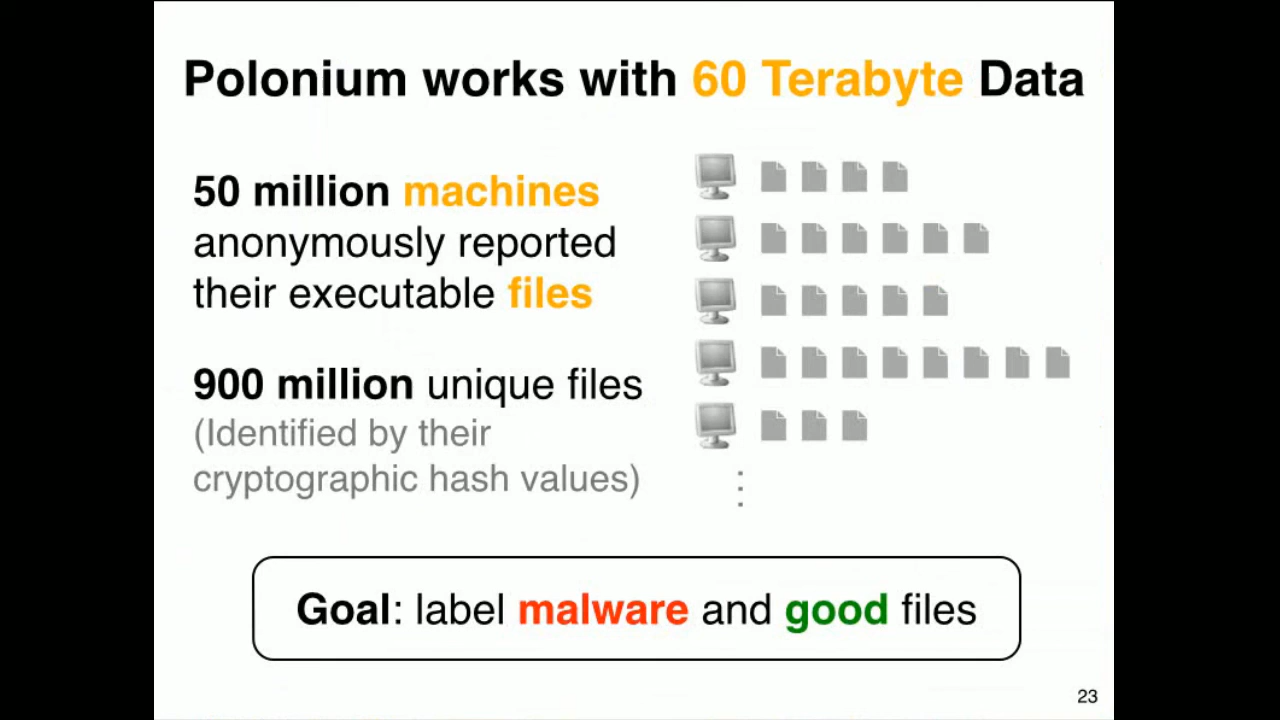 Polonium works with 60 Terabyte Data
50 million machines
anonymously reported
their executable files
900 million unique files
(Identified by their
cryptographic hash values)
Goal: label malware and good files
23